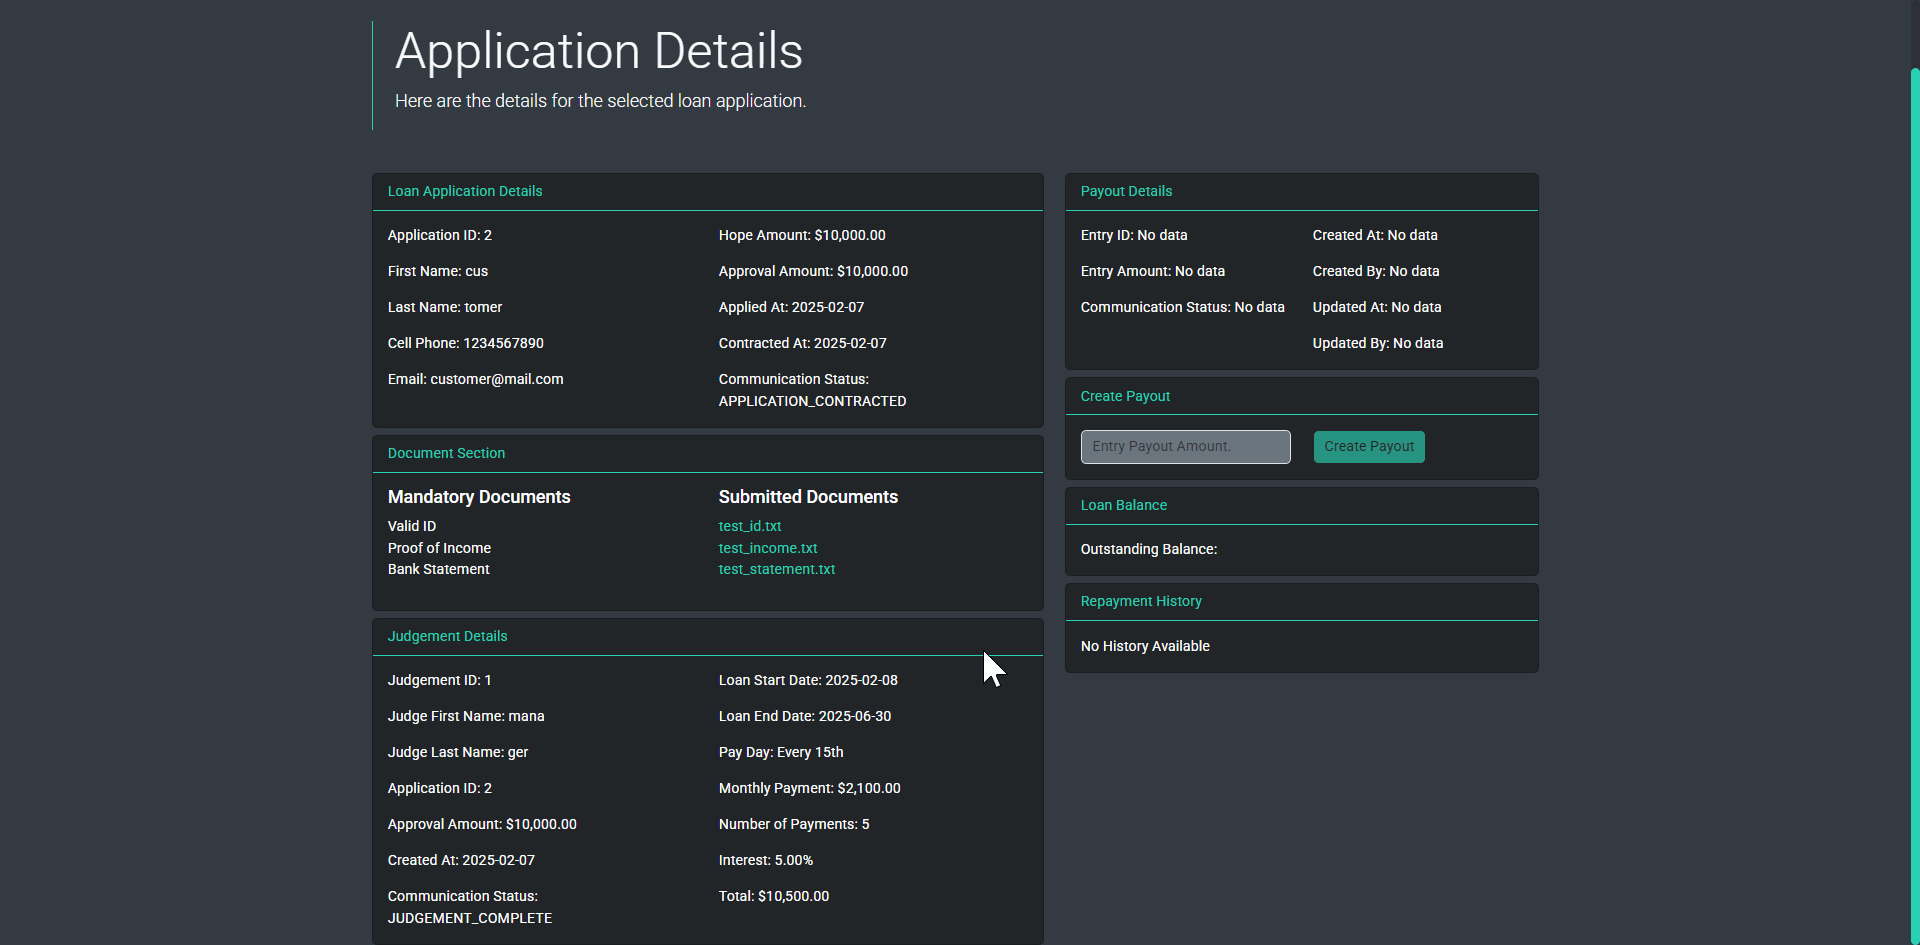 Application Details
Here are the details for the selected loan application.
Loan Application Details
Application ID: 2
First Name: cus
Last Name: tomer
Cell Phone: 1234567890
Email: customer@mail.com
Hope Amount: $10,000.00
Approval Amount: $10,000.00
Applied At: 2025-02-07
Contracted At: 2025-02-07
Communication Status:
APPLICATION_CONTRACTED
Document Section
Mandatory Documents
Valid ID
Proof of Income
Bank Statement
Submitted Documents
test_id.txt
test_income.txt
test_statement.txt
Judgement Details
Judgement ID: 1
Judge First Name: mana
Judge Last Name: ger
Application ID: 2
Approval Amount: $10,000.00
Created At: 2025-02-07
Communication Status:
JUDGEMENT_COMPLETE
Loan Start Date: 2025-02-08
Loan End Date: 2025-06-30
Pay Day: Every 15th
Monthly Payment: $2,100.00
Number of Payments: 5
Interest: 5.00%
Total: $10,500.00
Payout Details
Entry ID: No data
Entry Amount: No data
Communication Status: No data
Created At: No data
Created By: No data
Updated At: No data
Updated By: No data
Create Payout
Entry Payout Amount.
Create Payout
Loan Balance
Outstanding Balance:
Repayment History
No History Available